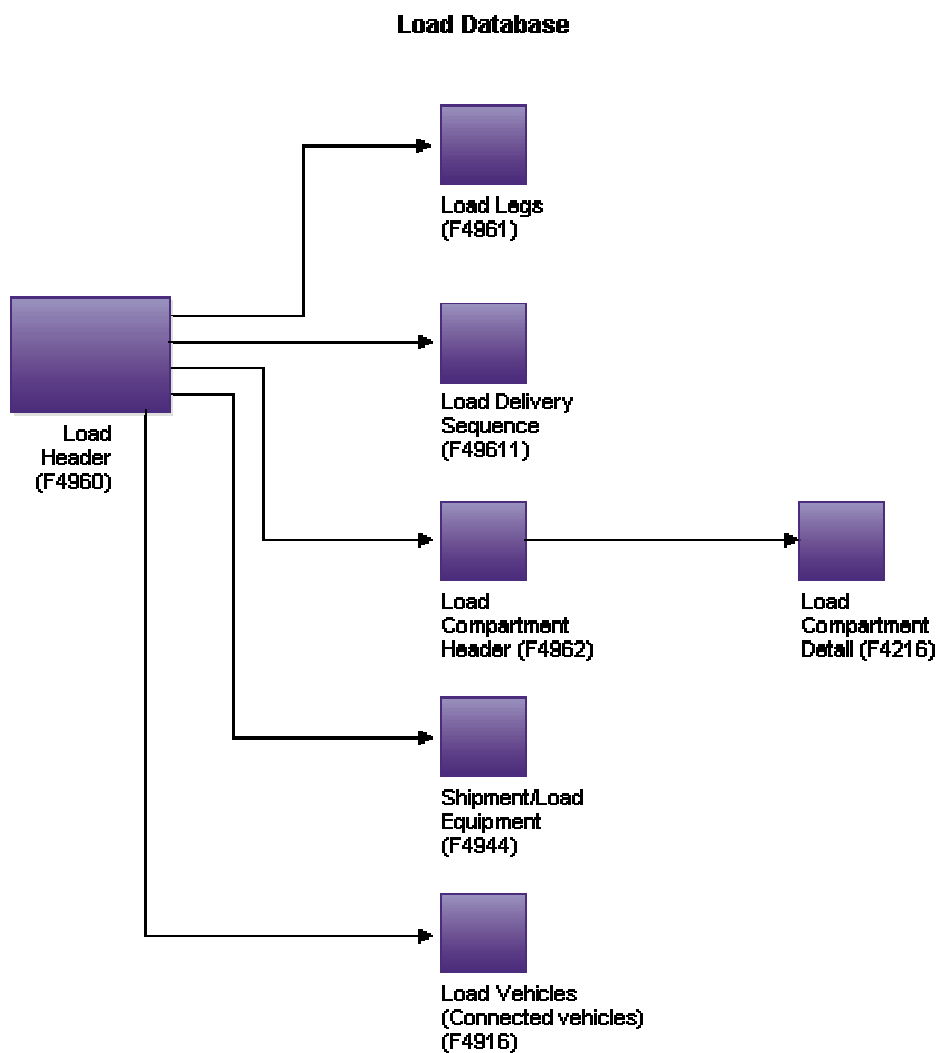 Load Database
Load Legs
(F4961)
Load
Header
(F4960)
Load Delivery
Sequence
(F49611)
Load
Compartment
Header (F4962)
Load
Compartment
Detail (F4216)
Shipment/Load
Equipment
(F4944)
Load Vehicles
(Connected vehicles)
(F4916)